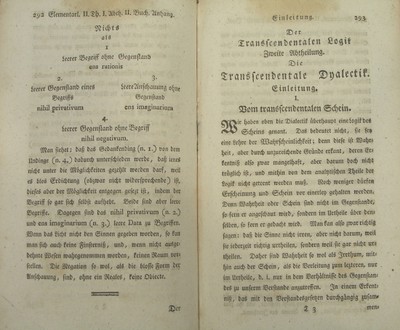 292 Elementarl. II. Th. I. Abth. II. Buch. Anhang.
Nichts
als
1
leerer Begriff ohne Gegenstand
ens rationis
2. 3.
leerer Gegenstand eines leere Anschauung ohne
Begriffs Gegenstand
nihil privativum ens imaginarium
4
leerer Gegenstand ohne Begriff
nihil negativum.
Man siehet, daß das Gedankending (n. 1.) von dem
Undinge (n. 4.) dadurch unterschieden werde, daß jenes
nicht unter die Möglichkeiten gezählt werden darf, weil
es blos Erdichtung (obzwar nicht widersprechende) ist,
dieses aber der Möglichkeit entgegen gesetzt ist, indem der
Begriff so gar sich selbst aufhebt. Beide sind aber leere
Begriffe. Dagegen sind das nihil privativum (n. 2.)
und ens imaginarium (n. 3.) leere Data zu Begriffen.
Wenn das Licht nicht den Sinnen gegeben worden, so kan
man sich auch keine Finsterniß, und, wenn nicht ausge-
dehnte Wesen wahrgenommen worden, keinen Raum vor-
stellen. Die Negation so wol, als die blosse Form der
Anschauung, sind, ohne ein Reales, keine Obiecte.
Der
Einleitung. 293
Der
Transscendentalen Logik
Zweite Abtheilung.
Die
Transscendentale Dialectik.
Einleitung.
I.
Vom transscendentalen Schein.
Wir haben oben die Dialectik überhaupt eine Logik des
Scheins genant. Das bedeutet nicht, sie sey
eine Lehre der Wahrscheinlichkeit; denn diese ist Wahr-
heit, aber durch unzureichende Gründe erkant, deren Er-
kentniß also zwar mangelhaft, aber darum doch nicht
trüglich ist, und mithin von dem analytischen Theile der
Logik nicht getrent werden muß. Noch weniger dürfen
Erscheinung und Schein vor einerley gehalten werden.
Denn Wahrheit oder Schein sind nicht im Gegenstande,
so fern er angeschaut wird, sondern im Urtheile über den-
selben, so fern er gedacht wird. Man kan also zwar richtig
sagen: daß die Sinne nicht irren, aber nicht darum, weil
sie iederzeit richtig urtheilen, sondern weil sie gar nicht ur-
theilen. Daher sind Wahrheit so wol als Irrthum, mit-
hin auch der Schein, als die Verleitung zum lezteren, nur
im Urtheile, d. i. nur in dem Verhältnisse des Gegenstan-
des zu unserem Verstande anzutreffen. In einem Erkent-
niß, das mit den Verstandesgesetzen durchgängig zusam-
T 3 men-